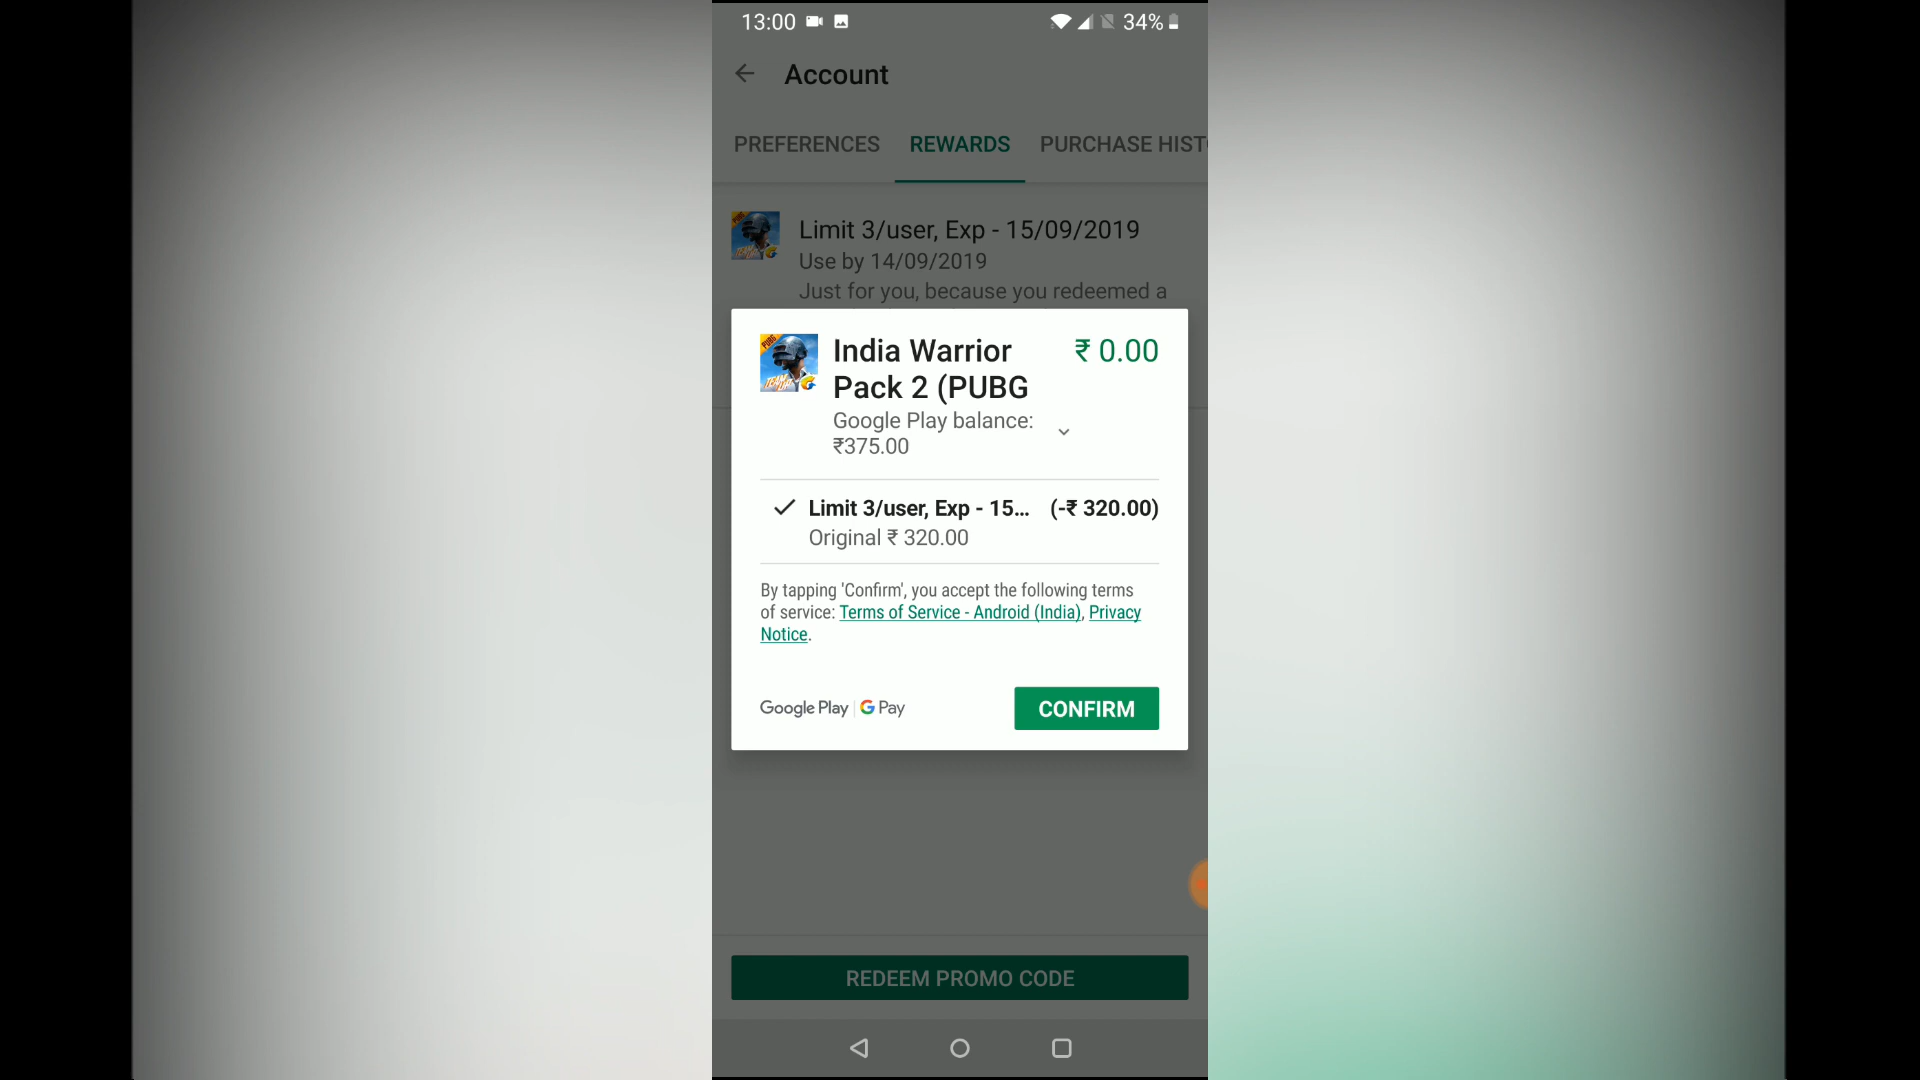 13:00 34%
Account
PREFERENCES REWARDS PURCHASE HIST
Limit 3/user, Exp - 15/09/2019
Use by 14/09/2019
Just for you, because you redeemed a
India Warrior ₹ 0.00
Pack 2 (PUBG
Google Play balance:
₹375.00
Limit 3/user, Exp - 15... (-₹ 320.00)
Original ₹ 320.00
By tapping 'Confirm', you accept the following terms
of service: Terms of Service - Android (India), Privacy
Notice.
Google Play | G Pay CONFIRM
REDEEM PROMO CODE